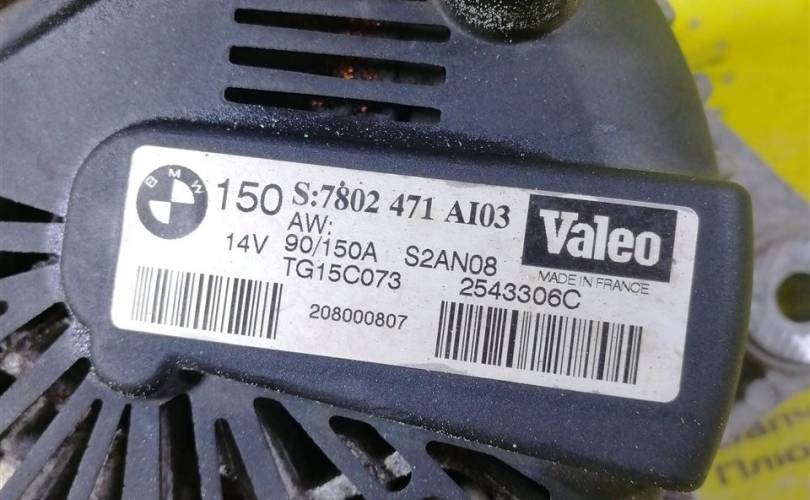 BMW
150 S:7802 471 AI03
AW:
14V 90/150A S2AN08
TG15C073 2543306C
208000807
Valeo
MADE IN FRANCE